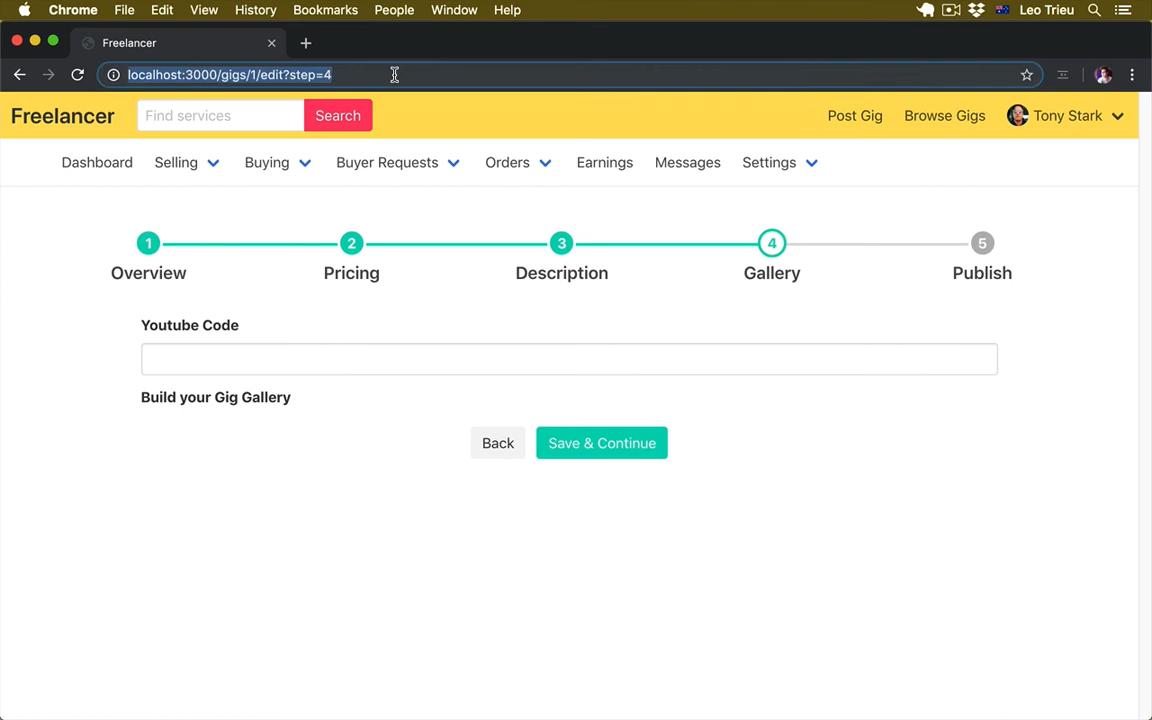 Chrome File Edit View History Bookmarks People Window Help Leo Trieu
Freelancer
localhost:3000/gigs/1/edit?step=4
Freelancer Find services Search Post Gig Browse Gigs Tony Stark
Dashboard Selling Buying Buyer Requests Orders Earnings Messages Settings
1 2 3 4 5
Overview Pricing Description Gallery Publish
Youtube Code
Build your Gig Gallery
Back Save & Continue